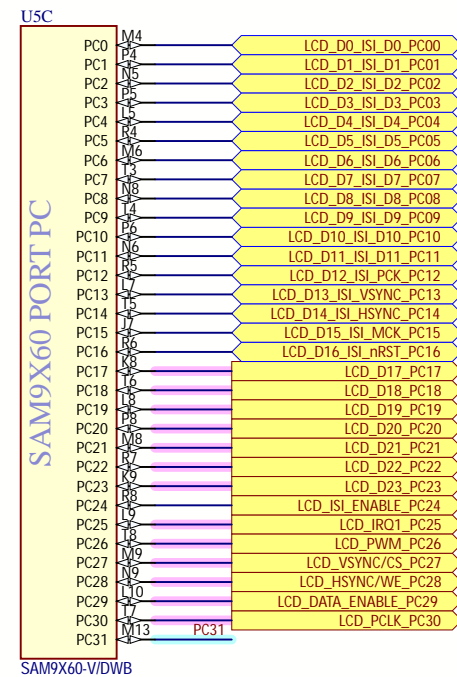 U5C
SAM9X60 PORT PC
PC0 M4 LCD_D0_ISI_D0_PC00
PC1 P4 LCD_D1_ISI_D1_PC01
PC2 N5 LCD_D2_ISI_D2_PC02
PC3 P5 LCD_D3_ISI_D3_PC03
PC4 L5 LCD_D4_ISI_D4_PC04
PC5 R4 LCD_D5_ISI_D5_PC05
PC6 M6 LCD_D6_ISI_D6_PC06
PC7 T3 LCD_D7_ISI_D7_PC07
PC8 N8 LCD_D8_ISI_D8_PC08
PC9 T4 LCD_D9_ISI_D9_PC09
PC10 P6 LCD_D10_ISI_D10_PC10
PC11 N6 LCD_D11_ISI_D11_PC11
PC12 R5 LCD_D12_ISI_PCK_PC12
PC13 L7 LCD_D13_ISI_VSYNC_PC13
PC14 T5 LCD_D14_ISI_HSYNC_PC14
PC15 J7 LCD_D15_ISI_MCK_PC15
PC16 R6 LCD_D16_ISI_nRST_PC16
PC17 K8 LCD_D17_PC17
PC18 T6 LCD_D18_PC18
PC19 L8 LCD_D19_PC19
PC20 P8 LCD_D20_PC20
PC21 M8 LCD_D21_PC21
PC22 R7 LCD_D22_PC22
PC23 K9 LCD_D23_PC23
PC24 R8 LCD_ISI_ENABLE_PC24
PC25 L9 LCD_IRQ1_PC25
PC26 T8 LCD_PWM_PC26
PC27 M9 LCD_VSYNC/CS_PC27
PC28 N9 LCD_HSYNC/WE_PC28
PC29 L10 LCD_DATA_ENABLE_PC29
PC30 T7 LCD_PCLK_PC30
PC31 M13 PC31
SAM9X60-V/DWB